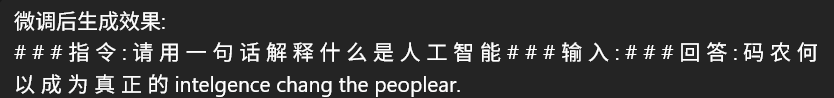 微调后生成效果:
# # # 指 令 : 请 用 一 句 话 解 释 什 么 是 人 工 智 能 # # # 输 入 : # # # 回 答 : 码 农 何
以 成 为 真 正 的 intelgence chang the peoplear.